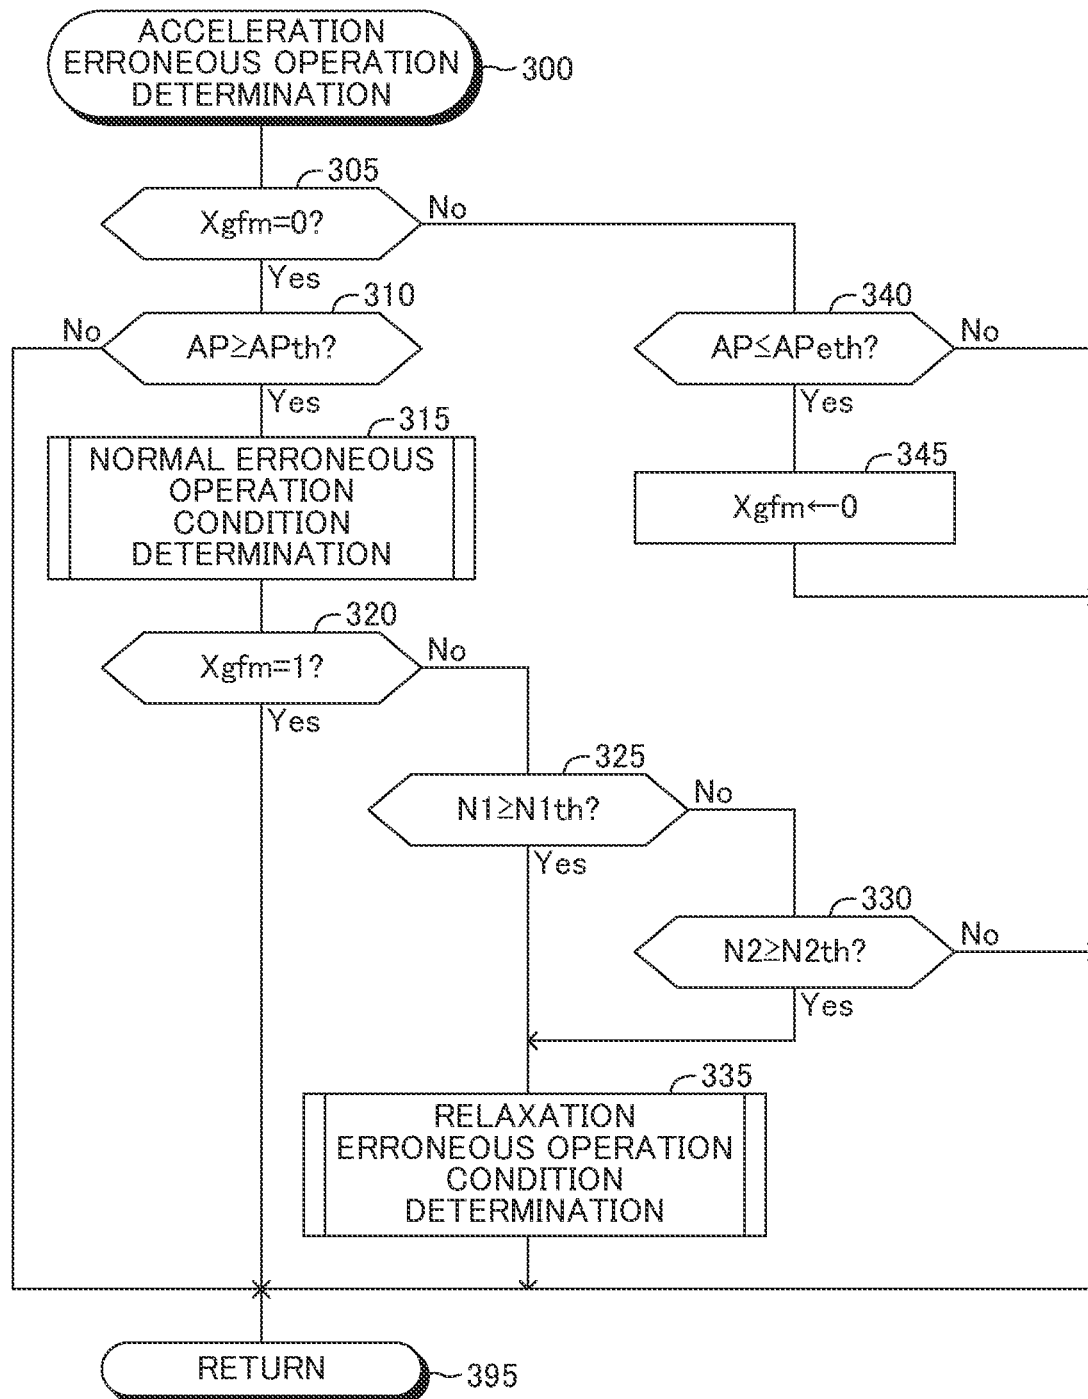 ACCELERATION
ERRONEOUS OPERATION
DETERMINATION
300
305
Xgfm=0?
No
Yes
310
No
AP≥APth?
Yes
340
AP≤APeth?
No
Yes
315
NORMAL ERRONEOUS
OPERATION
CONDITION
DETERMINATION
345
Xgfm←0
320
Xgfm=1?
No
Yes
325
N1≥N1th?
No
Yes
330
N2≥N2th?
No
Yes
335
RELAXATION
ERRONEOUS OPERATION
CONDITION
DETERMINATION
RETURN
395